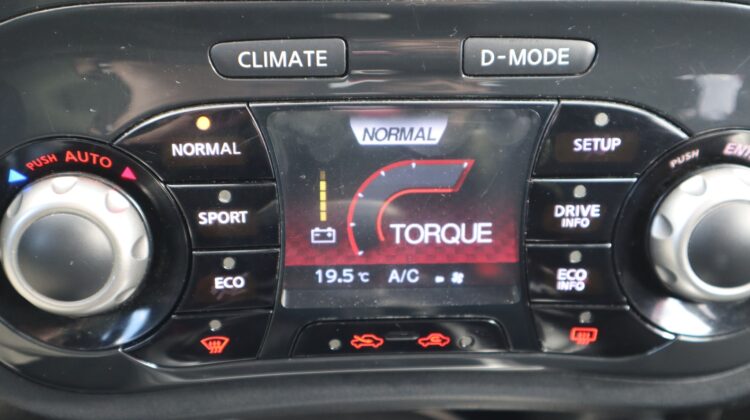 CLIMATE
D-MODE
NORMAL
NORMAL
SETUP
PUSH AUTO
PUSH
SPORT
DRIVE
INFO
TORQUE
ECO
19.5°C A/C
ECO
INFO